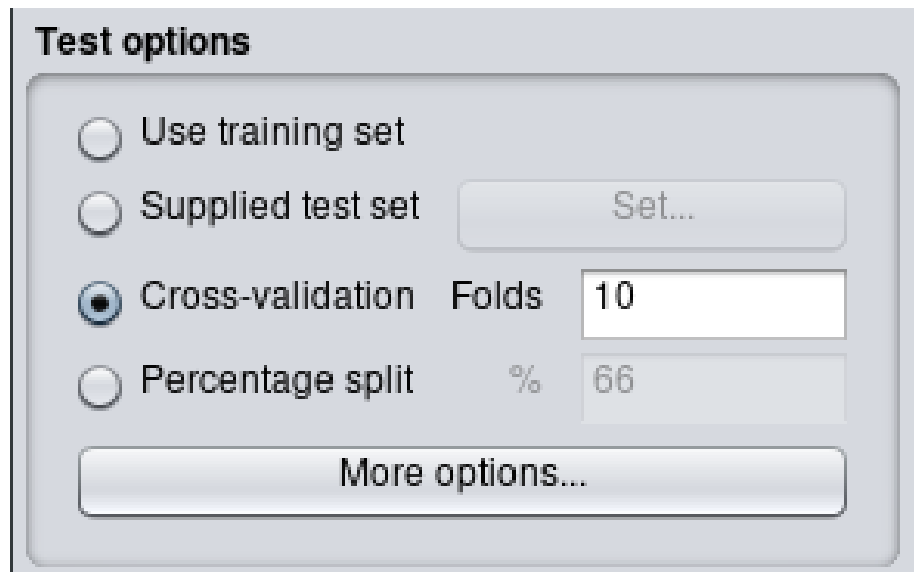 Test options
Use training set
Supplied test set Set...
Cross-validation Folds 10
Percentage split % 66
More options...